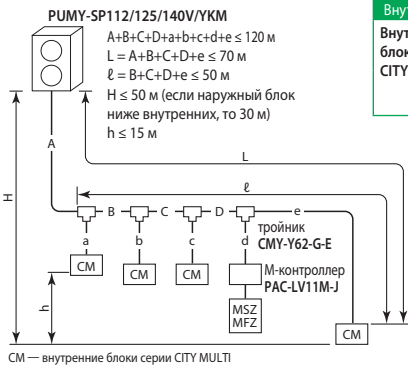 PUMY-SP112/125/140V/YKM
A+B+C+D+a+b+c+d+e ≤ 120 м
L = A+B+C+D+e ≤ 70 м
ℓ = B+C+D+e ≤ 50 м
H ≤ 50 м (если наружный блок
ниже внутренних, то 30 м)
h ≤ 15 м
Внут
Внут
блок
CITY
A
L
H
ℓ
B
C
D
e
тройник
CMY-Y62-G-E
a
b
c
d
CM
CM
CM
М-контроллер
PAC-LV11M-J
h
MSZ
MFZ
CM
CM — внутренние блоки серии CITY MULTI